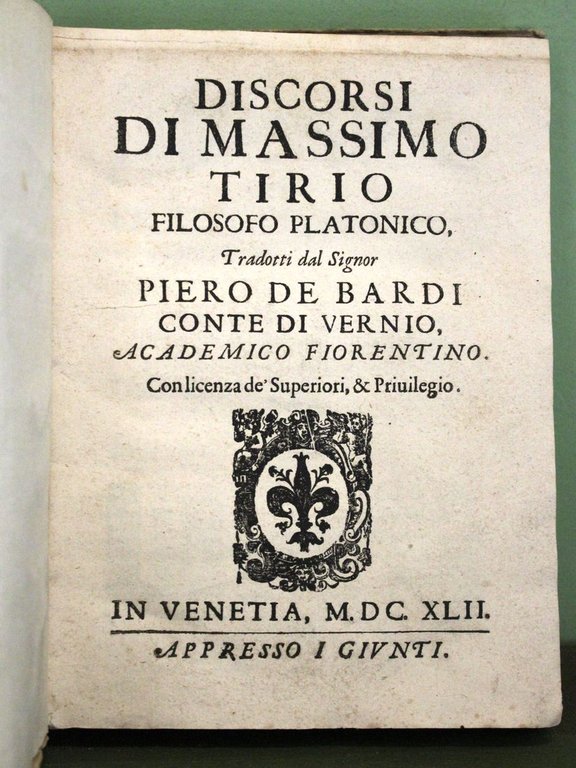 DISCORSI
DI MASSIMO
TIRIO
FILOSOFO PLATONICO,
Tradotti dal Signor
PIERO DE BARDI
CONTE DI VERNIO,
ACADEMICO FIORENTINO.
Con licenza de' Superiori, & Priuilegio.
IN VENETIA, M. DC. XLII.
APPRESSO I GIVNTI.